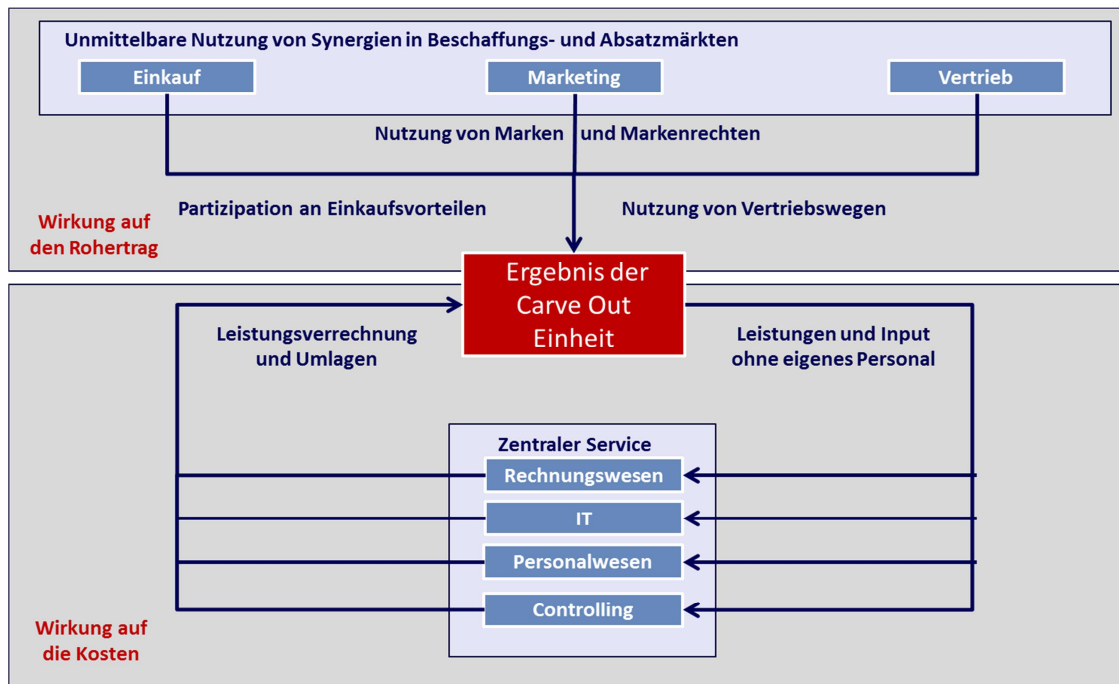 Unmittelbare Nutzung von Synergien in Beschaffungs- und Absatzmärkten
Einkauf
Marketing
Vertrieb
Nutzung von Marken und Markenrechten
Partizipation an Einkaufsvorteilen
Nutzung von Vertriebswegen
Wirkung auf
den Rohertrag
Ergebnis der
Carve Out
Einheit
Leistungsverrechnung
und Umlagen
Leistungen und Input
ohne eigenes Personal
Zentraler Service
Rechnungswesen
IT
Personalwesen
Controlling
Wirkung auf
die Kosten